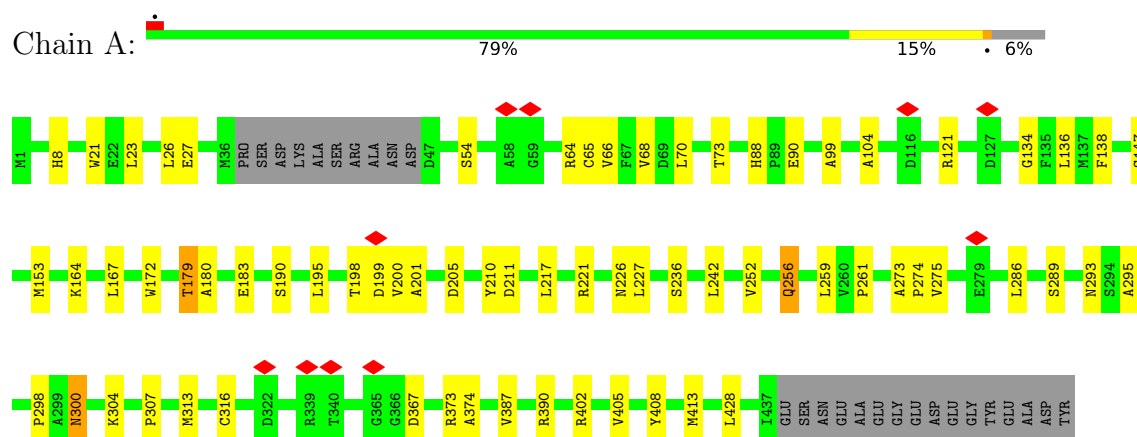 Chain A:
79% 15% 6%
M1 H8 W21 E22 L23 L26 E27 M36 PRO SER ASP LYS ALA SER ARG ALA ASN ASP D47 S54 A58 G59 R64 C65 V66 F67 V68 D69 L70 T73 H88 P89 E90 A99 A104 D116 R121 D127 G134 F135 L136 M137 F138
M153 K164 L167 W172 T179 A180 E183 S190 L195 T198 D199 V200 A201 D205 Y210 D211 L217 R221 N226 L227 S236 L242 V252 Q256 L259 V260 P261 A273 P274 V275 E279 L286 S289 N293 S294 A295
P298 A299 N300 K304 P307 M313 C316 D322 R339 T340 G365 G366 D367 R373 A374 V387 R390 R402 V405 Y408 M413 L428 I437 GLU SER ASN GLU ALA GLU GLY GLU ASP GLU GLU GLY TYR GLU ALA ASP TYR